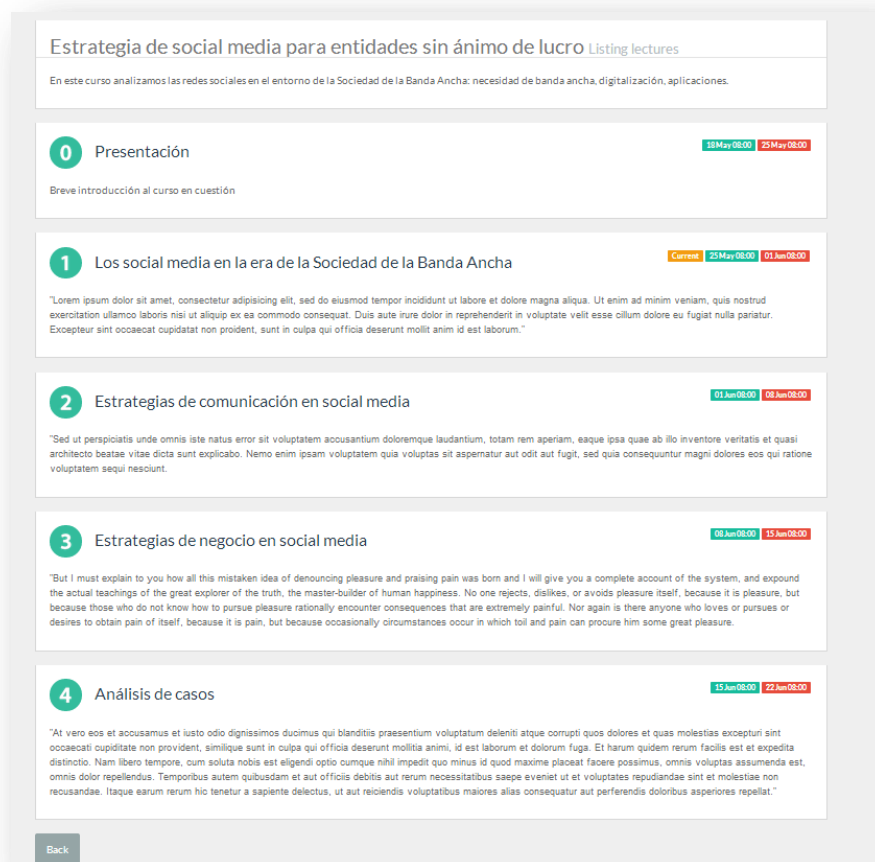 Estrategia de social media para entidades sin ánimo de lucro Listing lectures
En este curso analizamos las redes sociales en el entorno de la Sociedad de la Banda Ancha: necesidad de banda ancha, digitalización, aplicaciones.
0 Presentación 18 May 08:00 25 May 08:00
Breve introducción al curso en cuestión
1 Los social media en la era de la Sociedad de la Banda Ancha Current 25 May 08:00 01 Jun 08:00
"Lorem ipsum dolor sit amet, consectetur adipisicing elit, sed do eiusmod tempor incididunt ut labore et dolore magna aliqua. Ut enim ad minim veniam, quis nostrud
exercitation ullamco laboris nisi ut aliquip ex ea commodo consequat. Duis aute irure dolor in reprehenderit in voluptate velit esse cillum dolore eu fugiat nulla pariatur.
Excepteur sint occaecat cupidatat non proident, sunt in culpa qui officia deserunt mollit anim id est laborum."
2 Estrategias de comunicación en social media 01 Jun 08:00 08 Jun 08:00
"Sed ut perspiciatis unde omnis iste natus error sit voluptatem accusantium doloremque laudantium, totam rem aperiam, eaque ipsa quae ab illo inventore veritatis et quasi
architecto beatae vitae dicta sunt explicabo. Nemo enim ipsam voluptatem quia voluptas sit aspernatur aut odit aut fugit, sed quia consequuntur magni dolores eos qui ratione
voluptatem sequi nesciunt.
3 Estrategias de negocio en social media 08 Jun 08:00 15 Jun 08:00
"But I must explain to you how all this mistaken idea of denouncing pleasure and praising pain was born and I will give you a complete account of the system, and expound
the actual teachings of the great explorer of the truth, the master-builder of human happiness. No one rejects, dislikes, or avoids pleasure itself, because it is pleasure, but
because those who do not know how to pursue pleasure rationally encounter consequences that are extremely painful. Nor again is there anyone who loves or pursues or
desires to obtain pain of itself, because it is pain, but because occasionally circumstances occur in which toil and pain can procure him some great pleasure.
4 Análisis de casos 15 Jun 08:00 22 Jun 08:00
"At vero eos et accusamus et iusto odio dignissimos ducimus qui blanditiis praesentium voluptatum deleniti atque corrupti quos dolores et quas molestias excepturi sint
occaecati cupiditate non provident, similique sunt in culpa qui officia deserunt mollitia animi, id est laborum et dolorum fuga. Et harum quidem rerum facilis est et expedita
distinctio. Nam libero tempore, cum soluta nobis est eligendi optio cumque nihil impedit quo minus id quod maxime placeat facere possimus, omnis voluptas assumenda est,
omnis dolor repellendus. Temporibus autem quibusdam et aut officiis debitis aut rerum necessitatibus saepe eveniet ut et voluptates repudiandae sint et molestiae non
recusandae. Itaque earum rerum hic tenetur a sapiente delectus, ut aut reiciendis voluptatibus maiores alias consequatur aut perferendis doloribus asperiores repellat."
Back